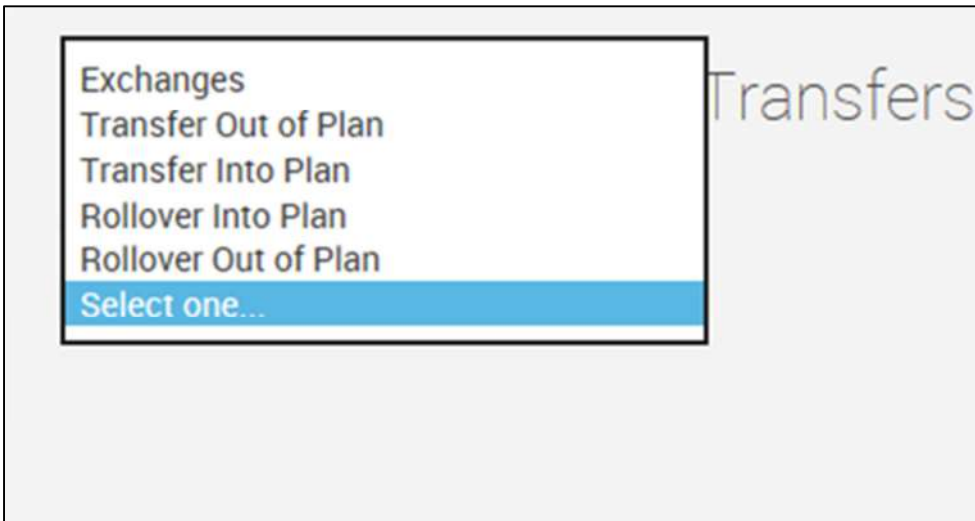 Exchanges
Transfer Out of Plan
Transfer Into Plan
Rollover Into Plan
Rollover Out of Plan
Select one...
Transfers